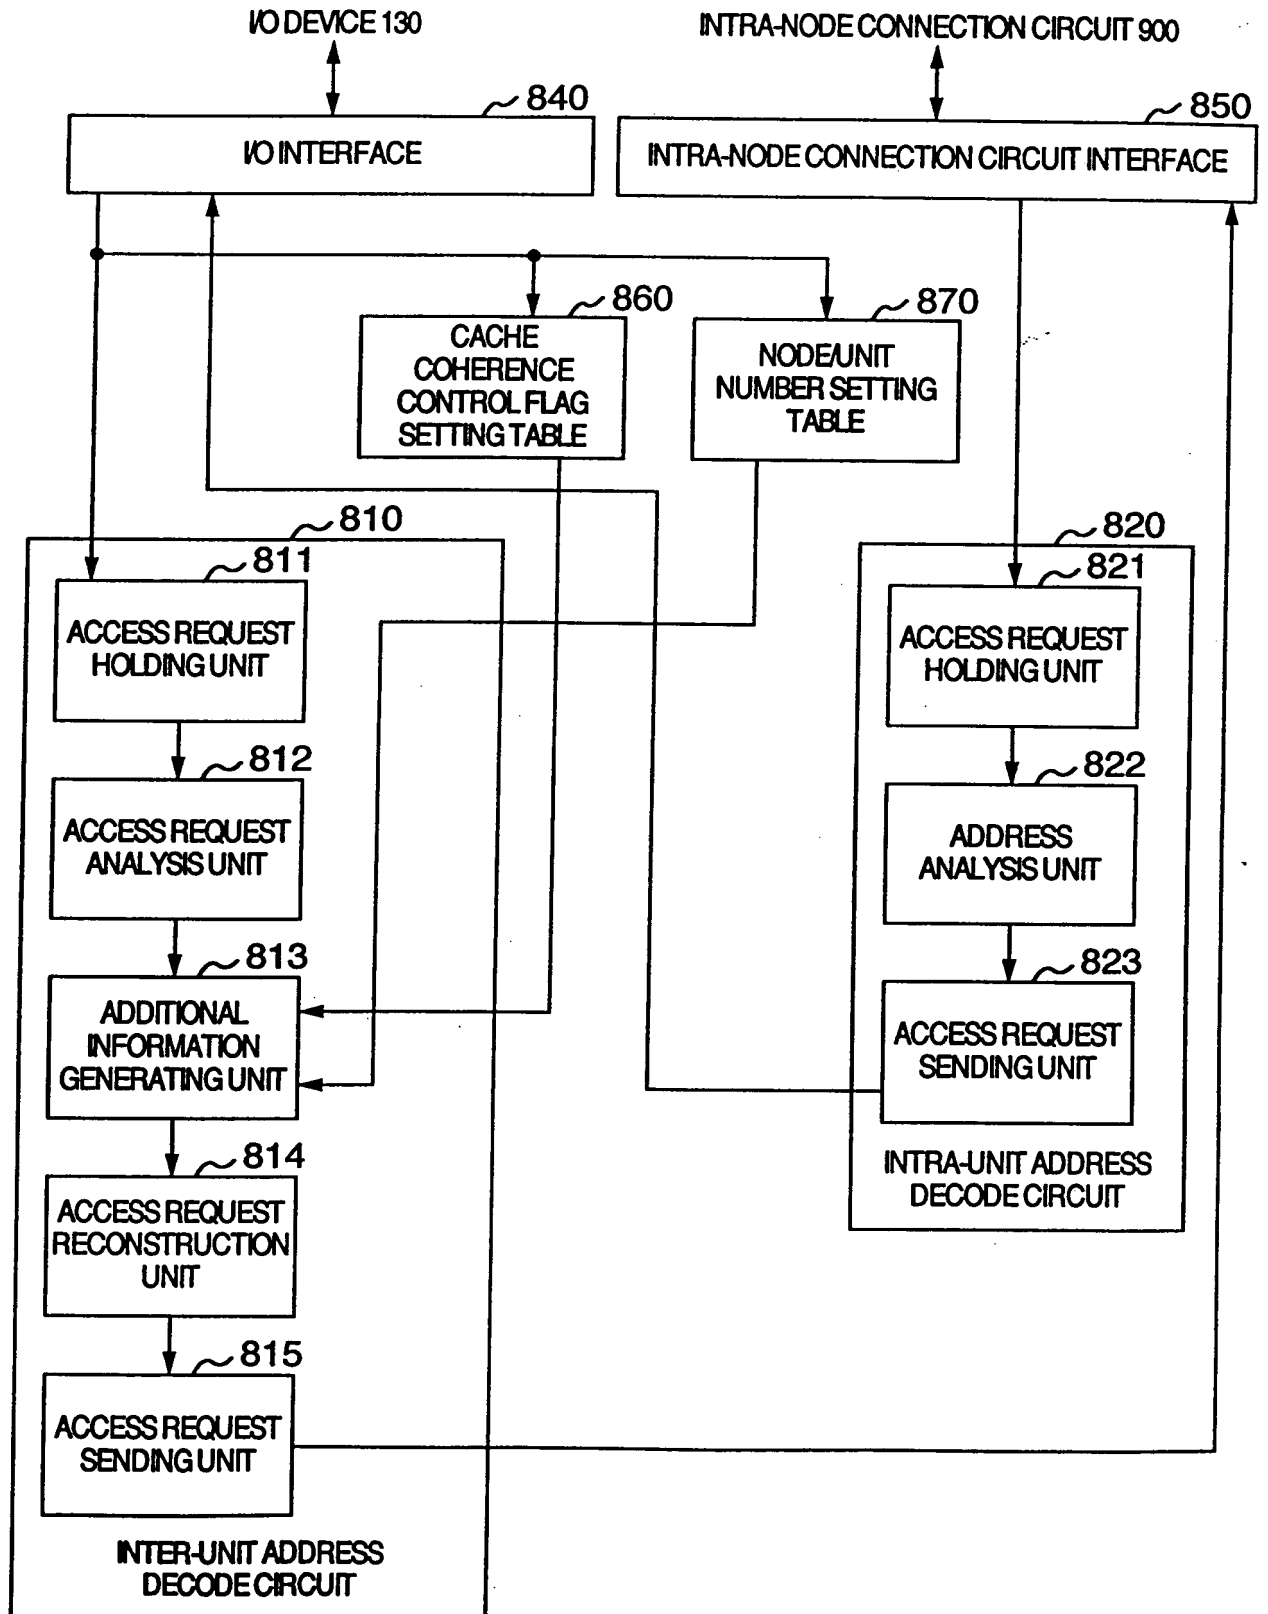 I/O DEVICE 130
INTRA-NODE CONNECTION CIRCUIT 900
840
850
I/O INTERFACE
INTRA-NODE CONNECTION CIRCUIT INTERFACE
860
870
CACHE
COHERENCE
CONTROL FLAG
SETTING TABLE
NODE/UNIT
NUMBER SETTING
TABLE
810
820
811
821
ACCESS REQUEST
HOLDING UNIT
ACCESS REQUEST
HOLDING UNIT
812
822
ACCESS REQUEST
ANALYSIS UNIT
ADDRESS
ANALYSIS UNIT
813
823
ADDITIONAL
INFORMATION
GENERATING UNIT
ACCESS REQUEST
SENDING UNIT
814
INTRA-UNIT ADDRESS
DECODE CIRCUIT
ACCESS REQUEST
RECONSTRUCTION
UNIT
815
ACCESS REQUEST
SENDING UNIT
INTER-UNIT ADDRESS
DECODE CIRCUIT